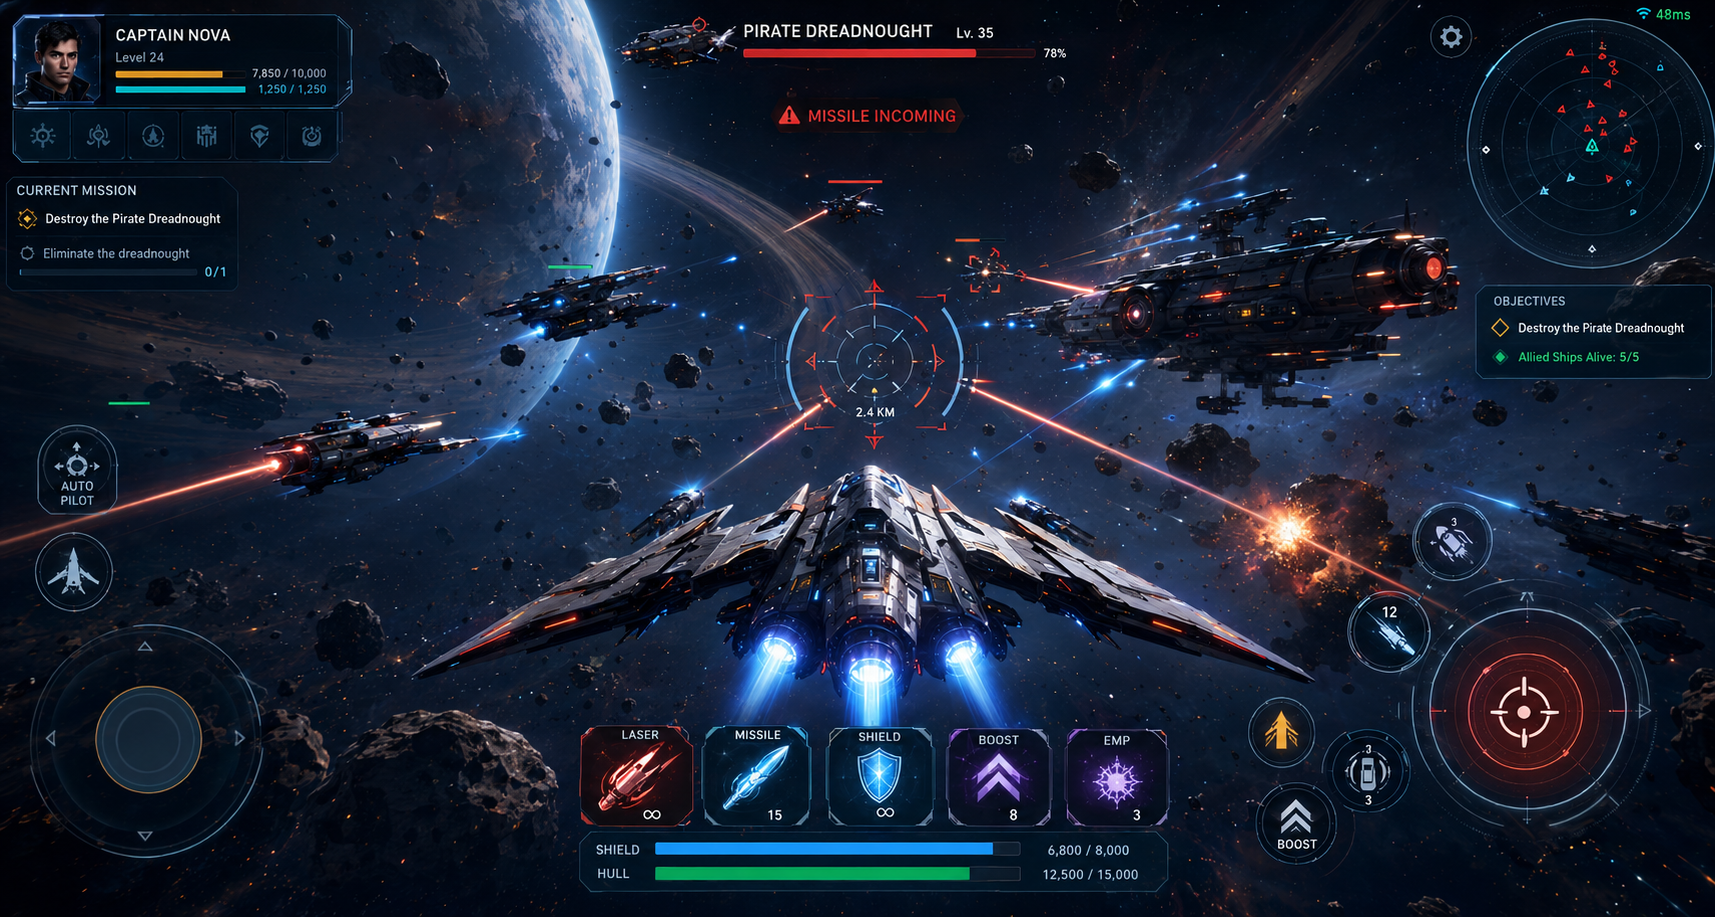 CAPTAIN NOVA
Level 24
7,850 / 10,000
1,250 / 1,250
PIRATE DREADNOUGHT Lv. 35
78%
MISSILE INCOMING
48ms
CURRENT MISSION
Destroy the Pirate Dreadnought
Eliminate the dreadnought
0/1
OBJECTIVES
Destroy the Pirate Dreadnought
Allied Ships Alive: 5/5
2.4 KM
AUTO
PILOT
3
12
3
3
BOOST
LASER
∞
MISSILE
15
SHIELD
∞
BOOST
8
EMP
3
SHIELD 6,800 / 8,000
HULL 12,500 / 15,000